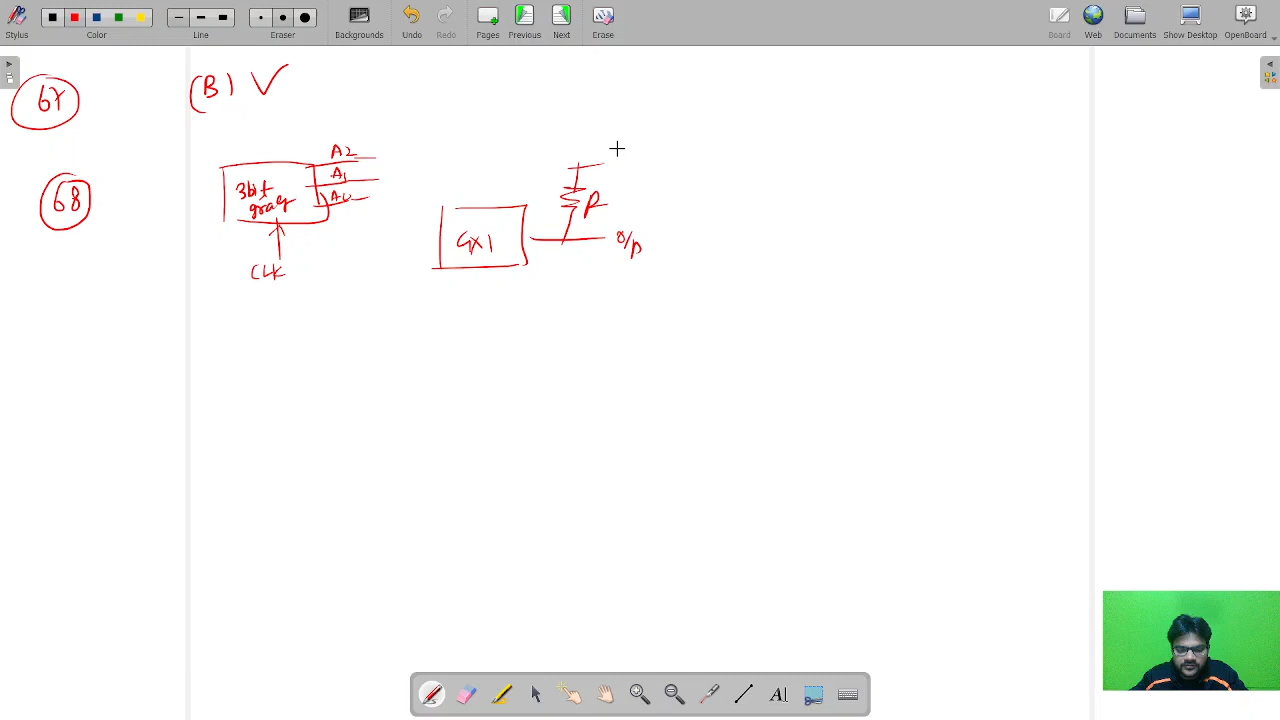 Stylus Color Line Eraser Backgrounds Undo Redo Pages Previous Next Erase Board Web Documents Show Desktop OpenBoard
67 (B) ✓
68
3bit gray
A2
A1
A0
CLK
4x1
R
o/p
AI